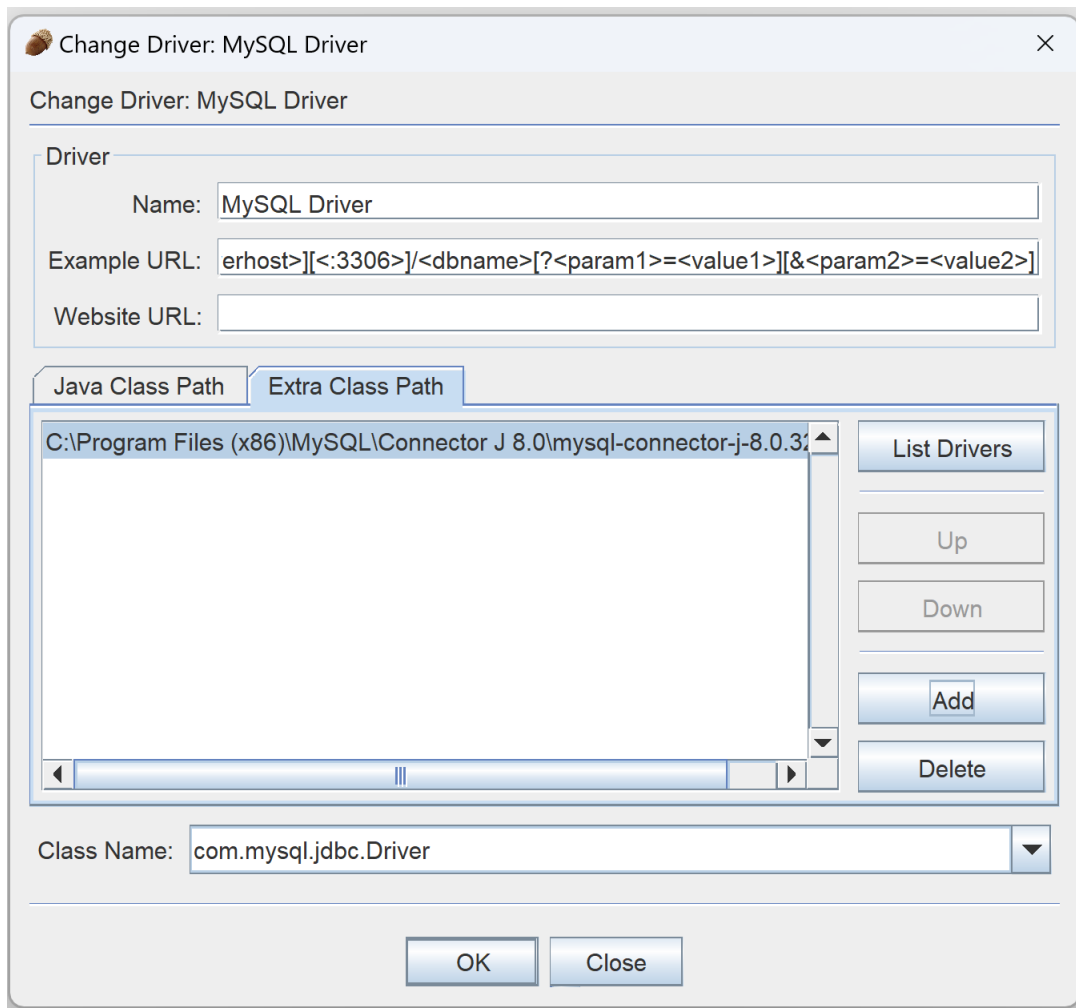 Change Driver: MySQL Driver
Change Driver: MySQL Driver
Driver
Name: MySQL Driver
Example URL: erhost>][<:3306>]/<dbname>[?<param1>=<value1>][&<param2>=<value2>]
Website URL:
Java Class Path Extra Class Path
C:\Program Files (x86)\MySQL\Connector J 8.0\mysql-connector-j-8.0.32
List Drivers
Up
Down
Add
Delete
Class Name: com.mysql.jdbc.Driver
OK Close